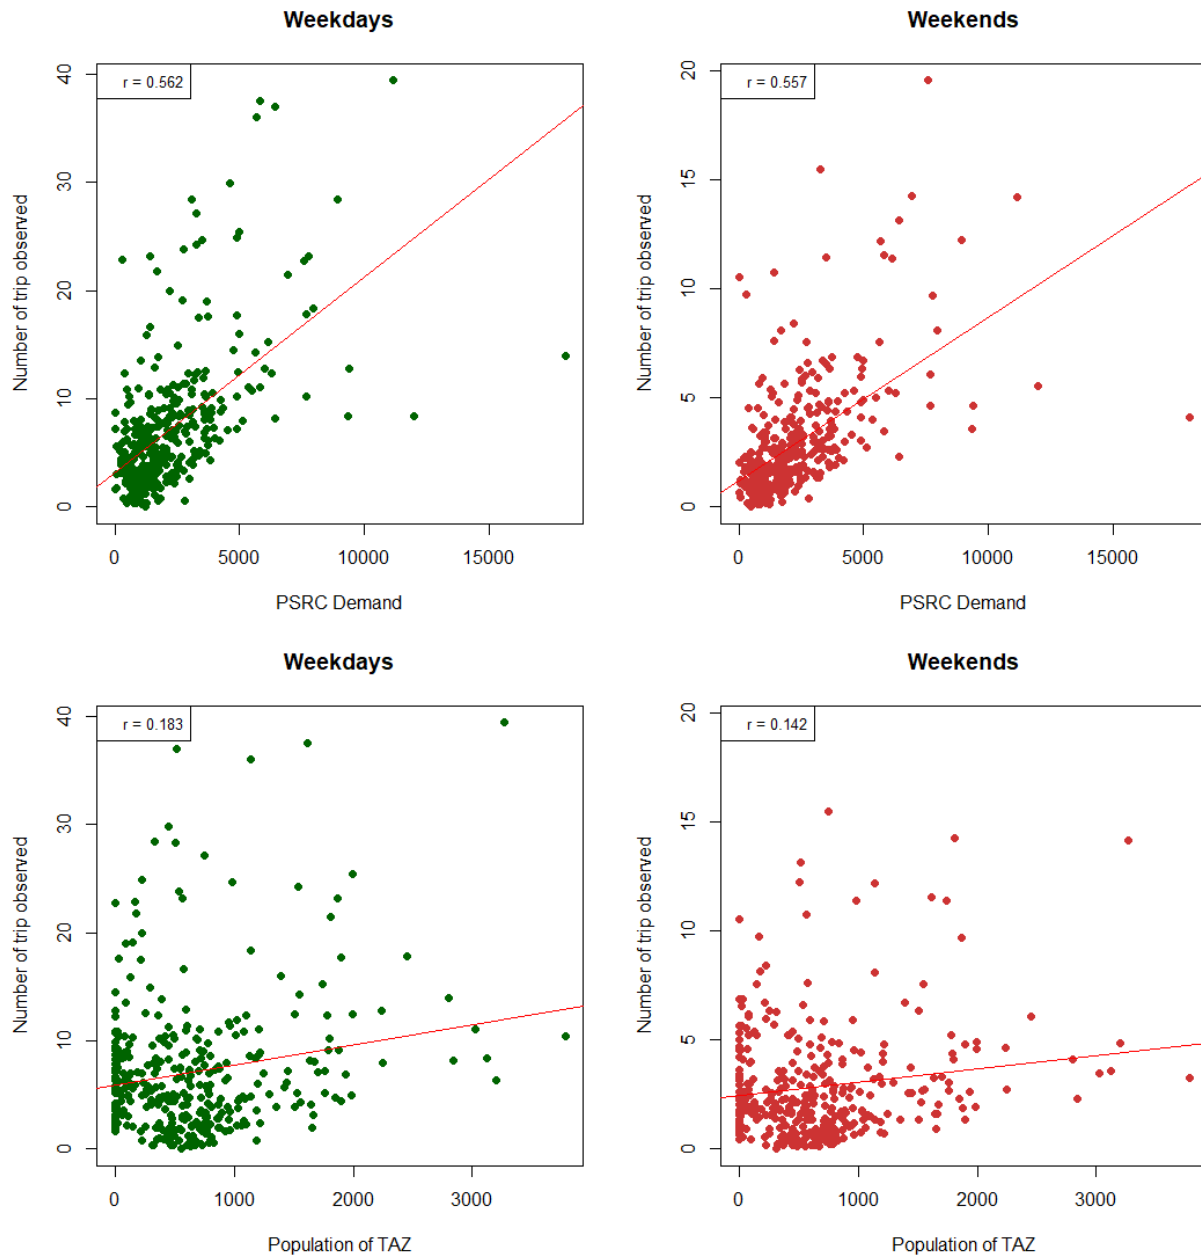 Weekdays
Weekends
r = 0.562
r = 0.557
Number of trip observed
0 10 20 30 40
Number of trip observed
0 5 10 15 20
0 5000 10000 15000
0 5000 10000 15000
PSRC Demand
PSRC Demand
Weekdays
Weekends
r = 0.183
r = 0.142
Number of trip observed
0 10 20 30 40
Number of trip observed
0 5 10 15 20
0 1000 2000 3000
0 1000 2000 3000
Population of TAZ
Population of TAZ